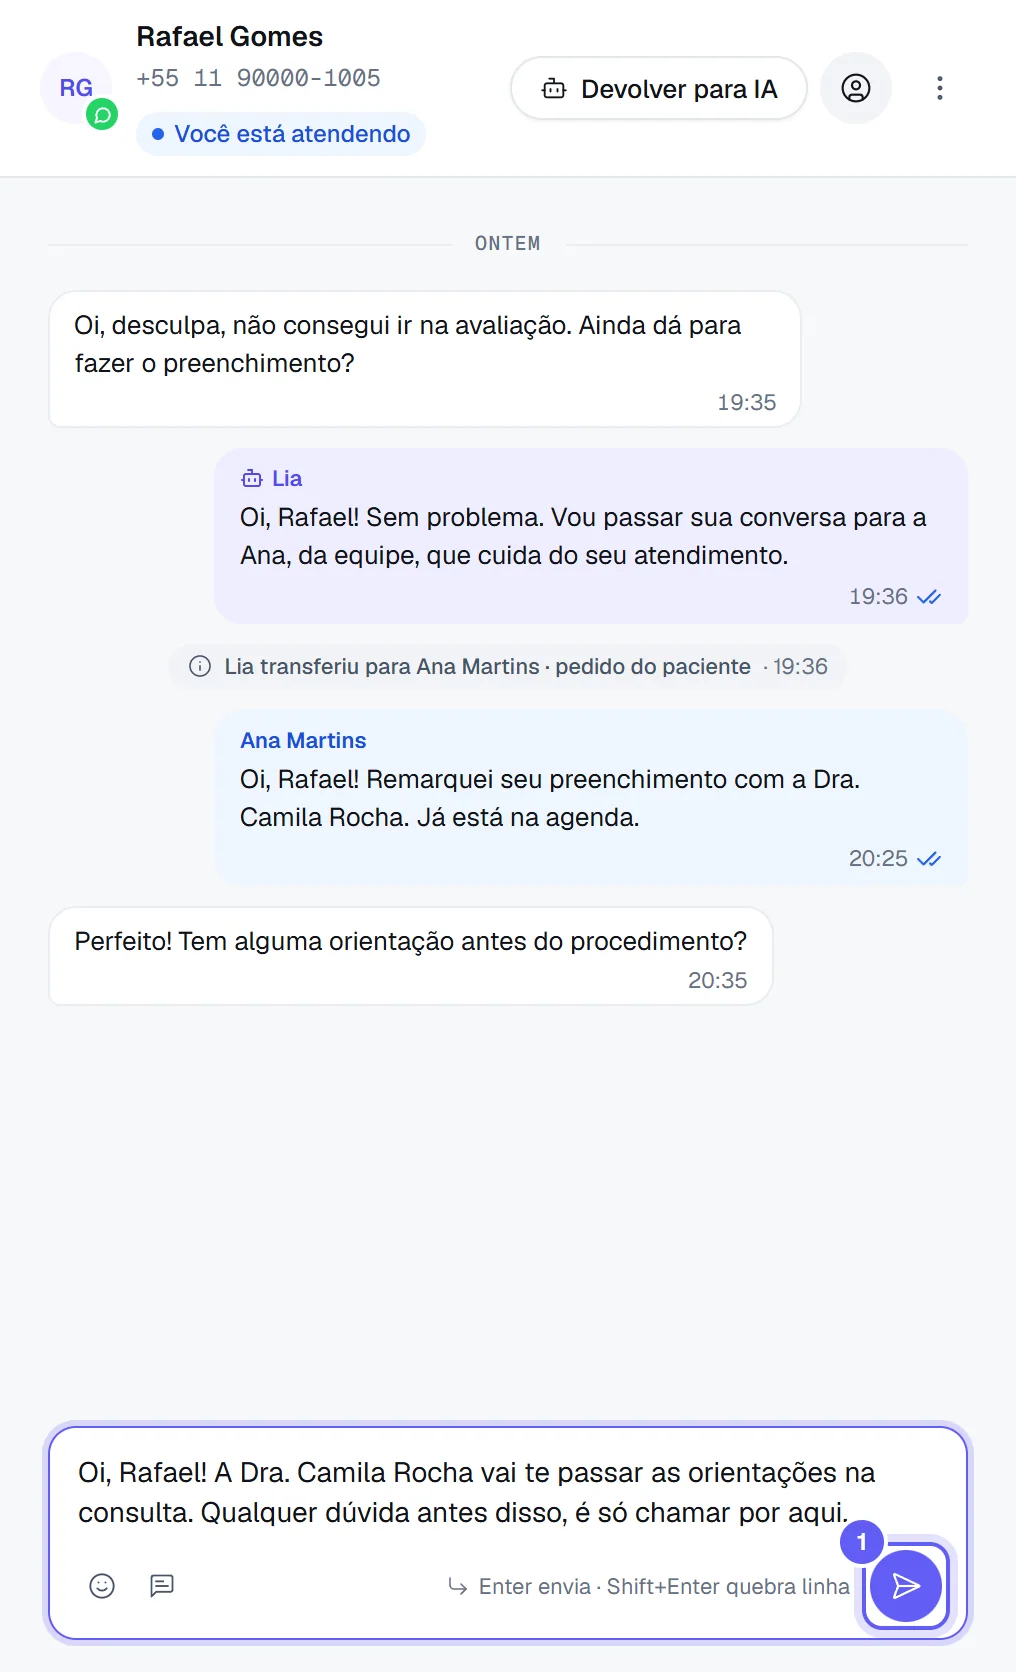 Rafael Gomes
RG
+55 11 90000-1005
Você está atendendo
Devolver para IA
ONTEM
Oi, desculpa, não consegui ir na avaliação. Ainda dá para
fazer o preenchimento?
19:35
Lia
Oi, Rafael! Sem problema. Vou passar sua conversa para a
Ana, da equipe, que cuida do seu atendimento.
19:36
Lia transferiu para Ana Martins · pedido do paciente · 19:36
Ana Martins
Oi, Rafael! Remarquei seu preenchimento com a Dra.
Camila Rocha. Já está na agenda.
20:25
Perfeito! Tem alguma orientação antes do procedimento?
20:35
Oi, Rafael! A Dra. Camila Rocha vai te passar as orientações na
consulta. Qualquer dúvida antes disso, é só chamar por aqui.
1
Enter envia · Shift+Enter quebra linha